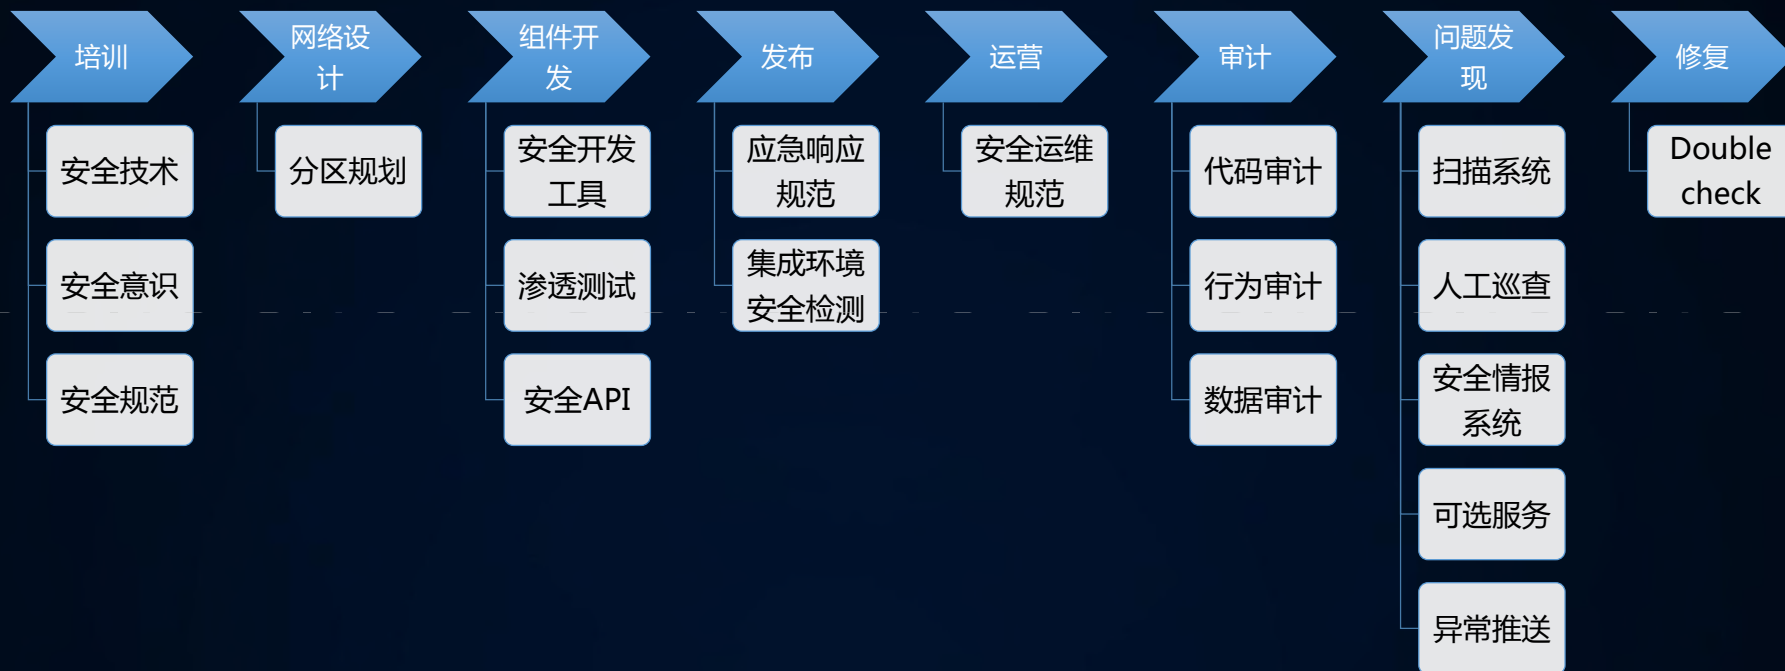 培训
安全技术
安全意识
安全规范
网络设
计
分区规划
组件开
发
安全开发
工具
渗透测试
安全API
发布
应急响应
规范
集成环境
安全检测
运营
安全运维
规范
审计
代码审计
行为审计
数据审计
问题发
现
扫描系统
人工巡查
安全情报
系统
可选服务
异常推送
修复
Double
check